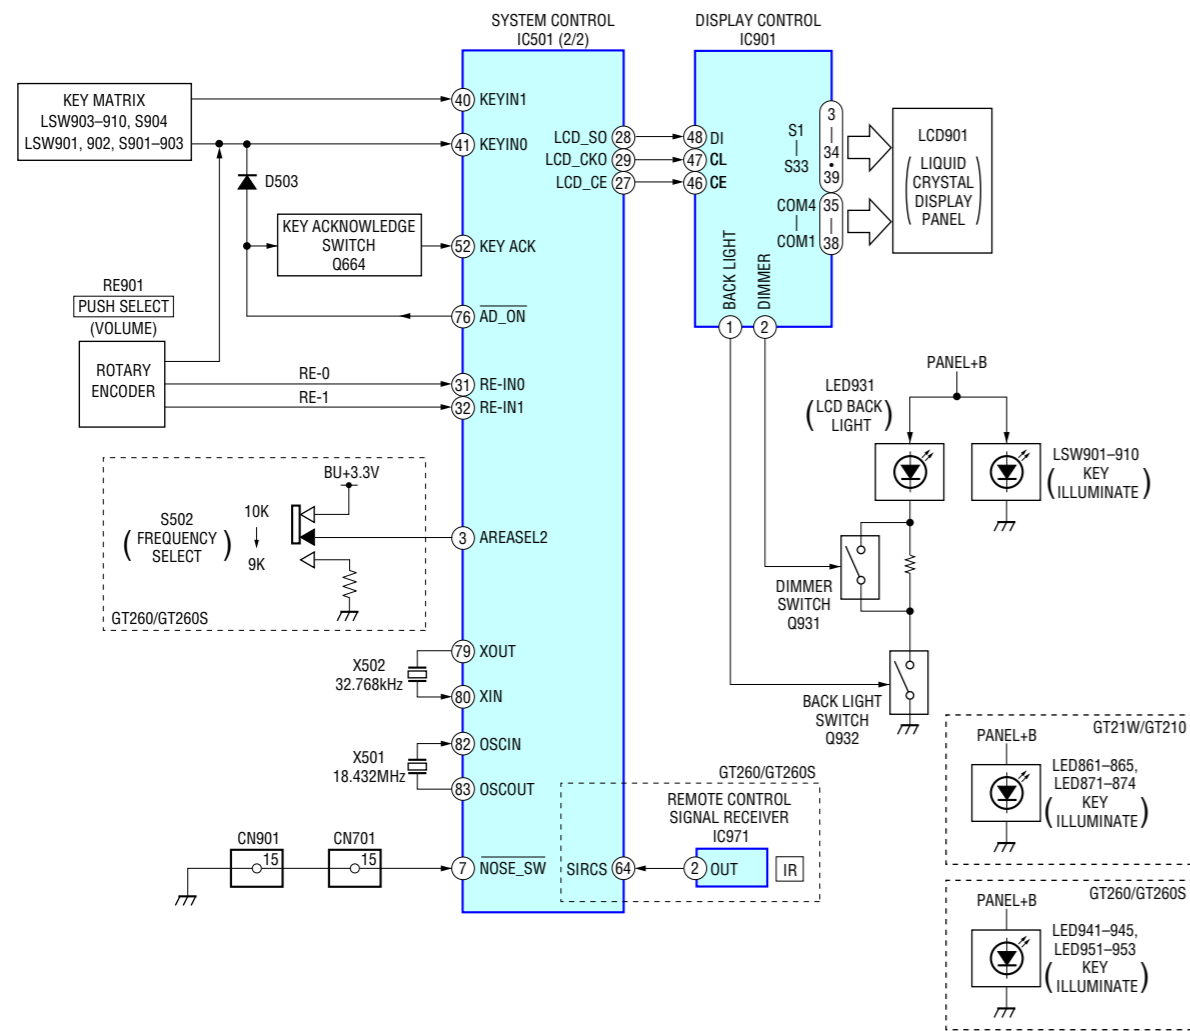 SYSTEM CONTROL
IC501 (2/2)
DISPLAY CONTROL
IC901
KEY MATRIX
LSW903–910, S904
LSW901, 902, S901–903
40 KEYIN1
41 KEYIN0
D503
KEY ACKNOWLEDGE
SWITCH
Q664
52 KEY ACK
76 AD_ON
RE901
PUSH SELECT
(VOLUME)
ROTARY
ENCODER
RE-0
RE-1
31 RE-IN0
32 RE-IN1
LCD_SO 28
LCD_CKO 29
LCD_CE 27
48 DI
47 CL
46 CE
S1
|
S33
3
|
34
•
39
COM4
|
COM1
35
|
38
LCD901
(LIQUID
CRYSTAL
DISPLAY
PANEL)
BACK LIGHT
DIMMER
1
2
PANEL+B
LED931
(LCD BACK
LIGHT)
LSW901–910
(KEY
ILLUMINATE)
DIMMER
SWITCH
Q931
BACK LIGHT
SWITCH
Q932
BU+3.3V
S502
(FREQUENCY
SELECT)
10K
9K
3 AREASEL2
GT260/GT260S
X502
32.768kHz
79 XOUT
80 XIN
X501
18.432MHz
82 OSCIN
83 OSCOUT
CN901
15
CN701
15
7 NOSE_SW
GT260/GT260S
REMOTE CONTROL
SIGNAL RECEIVER
IC971
SIRCS 64
2 OUT
IR
GT21W/GT210
PANEL+B
LED861–865,
LED871–874
(KEY
ILLUMINATE)
GT260/GT260S
PANEL+B
LED941–945,
LED951–953
(KEY
ILLUMINATE)